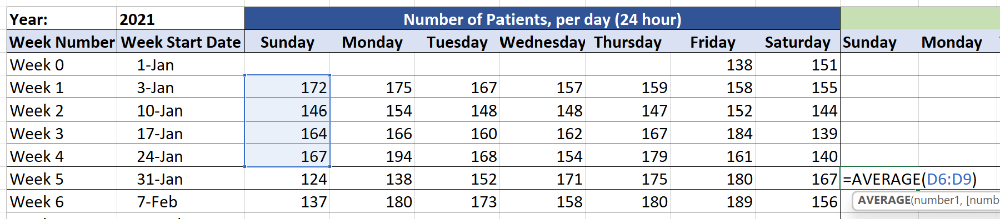 Year: 2021 Number of Patients, per day (24 hour)
Week Number Week Start Date Sunday Monday Tuesday Wednesday Thursday Friday Saturday Sunday Monday
Week 0 1-Jan 138 151
Week 1 3-Jan 172 175 167 157 159 158 155
Week 2 10-Jan 146 154 148 148 147 152 144
Week 3 17-Jan 164 166 160 162 167 184 139
Week 4 24-Jan 167 194 168 154 179 161 140
Week 5 31-Jan 124 138 152 171 175 180 167 =AVERAGE(D6:D9)
Week 6 7-Feb 137 180 173 158 180 189 156 AVERAGE(number1, [numb